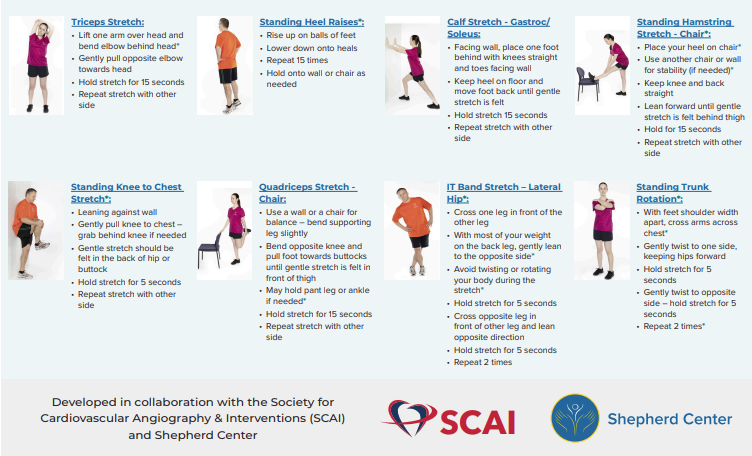 Triceps Stretch:
• Lift one arm over head and
bend elbow behind head*
• Gently pull opposite elbow
towards head
• Hold stretch for 15 seconds
• Repeat stretch with other
side
Standing Heel Raises*:
• Rise up on balls of feet
• Lower down onto heals
• Repeat 15 times
• Hold onto wall or chair as
needed
Calf Stretch - Gastroc/
Soleus:
• Facing wall, place one foot
behind with knees straight
and toes facing wall
• Keep heel on floor and
move foot back until gentle
stretch is felt
• Hold stretch 15 seconds
• Repeat stretch with other
side
Standing Hamstring
Stretch - Chair*:
• Place your heel on chair*
• Use another chair or wall
for stability (if needed)*
• Keep knee and back
straight
• Lean forward until gentle
stretch is felt behind thigh
• Hold for 15 seconds
• Repeat stretch with other
side
Standing Knee to Chest
Stretch*:
• Leaning against wall
• Gently pull knee to chest –
grab behind knee if needed
• Gentle stretch should be
felt in the back of hip or
buttock
• Hold stretch for 5 seconds
• Repeat stretch with other
side
Quadriceps Stretch -
Chair:
• Use a wall or a chair for
balance – bend supporting
leg slightly
• Bend opposite knee and
pull foot towards buttocks
until gentle stretch is felt in
front of thigh
• May hold pant leg or ankle
if needed*
• Hold stretch for 15 seconds
• Repeat stretch with other
side
IT Band Stretch – Lateral
Hip*:
• Cross one leg in front of the
other leg
• With most of your weight
on the back leg, gently lean
to the opposite side*
• Avoid twisting or rotating
your body during the
stretch*
• Hold stretch for 5 seconds
• Cross opposite leg in
front of other leg and lean
opposite direction
• Hold stretch for 5 seconds
• Repeat 2 times
Standing Trunk
Rotation*:
• With feet shoulder width
apart, cross arms across
chest*
• Gently twist to one side,
keeping hips forward
• Hold stretch for 5
seconds
• Gently twist to opposite
side – hold stretch for 5
seconds
• Repeat 2 times*
Developed in collaboration with the Society for
Cardiovascular Angiography & Interventions (SCAI)
and Shepherd Center
SCAI
Shepherd Center